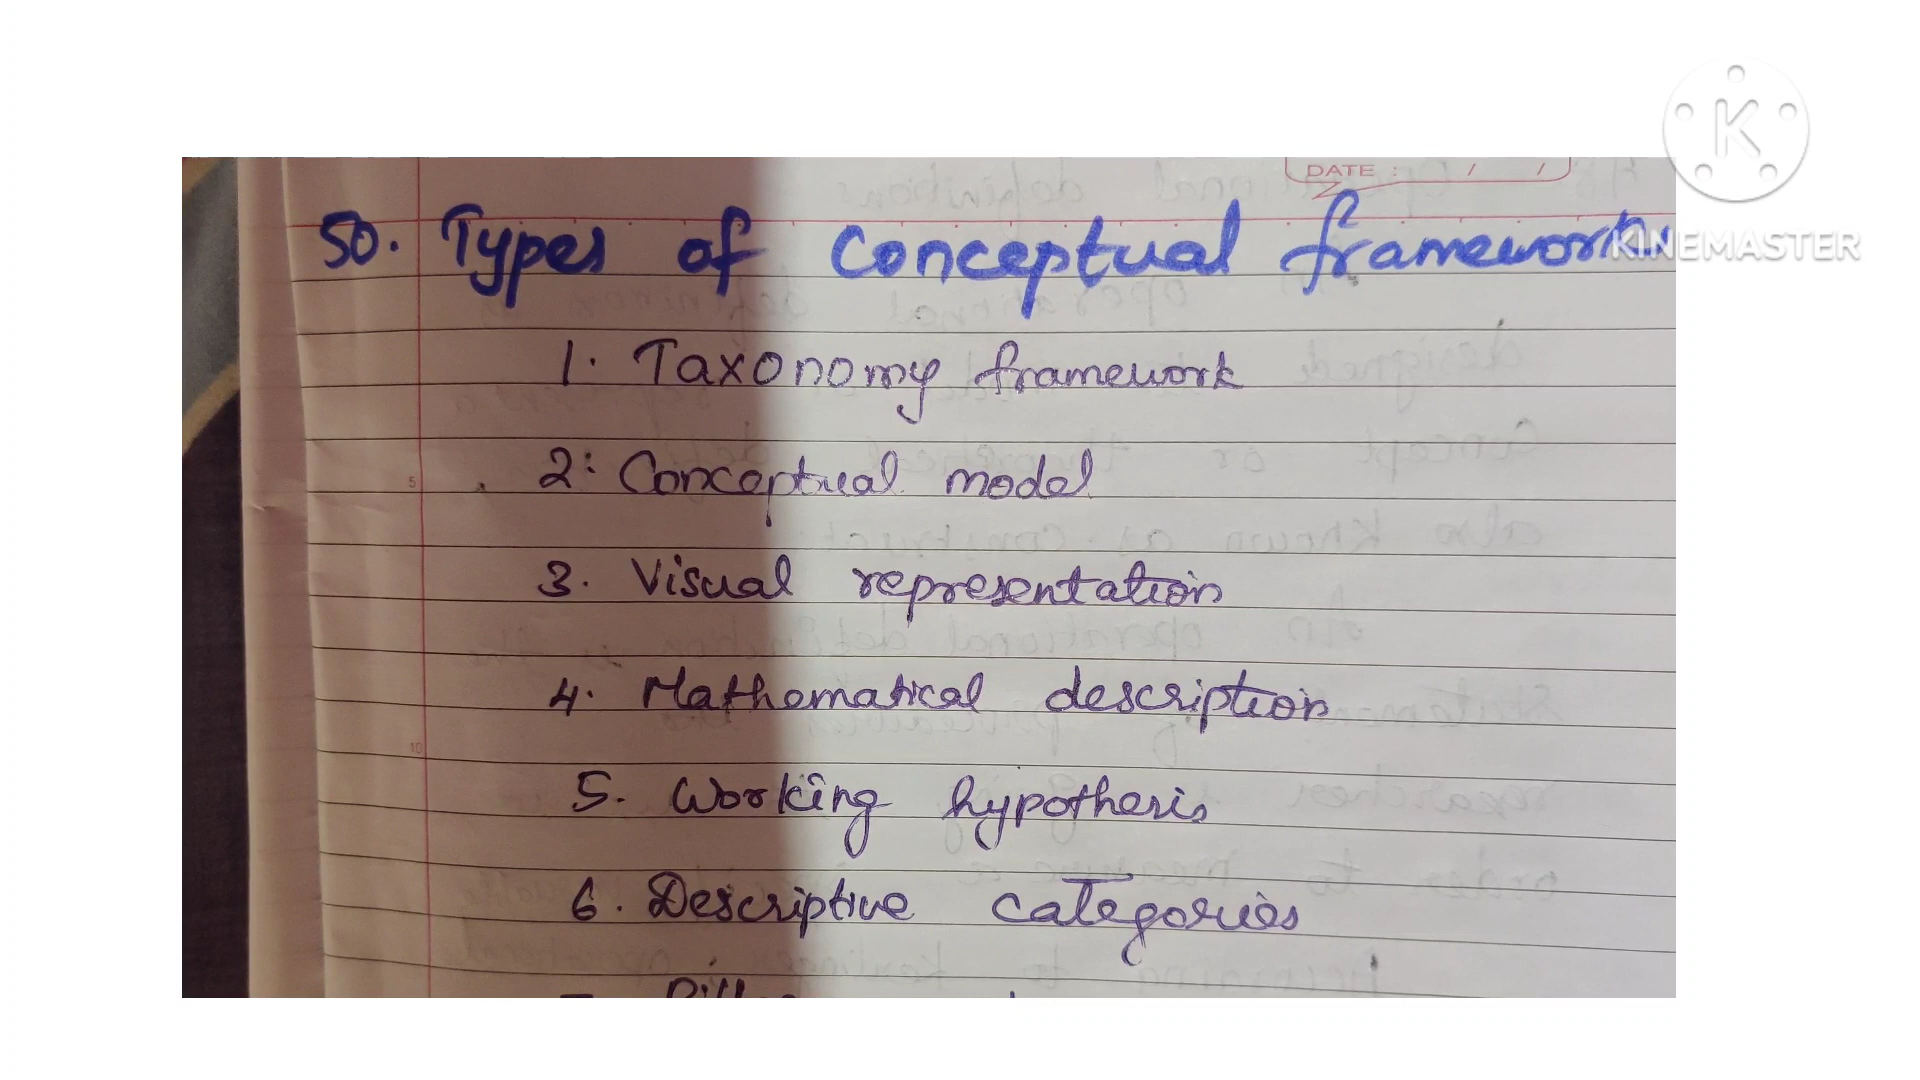 DATE : / /
50. Types of conceptual framework
KINEMASTER
1. Taxonomy framework
2: Conceptual model
3. Visual representation
4. Mathematical description
5. Working hypothesis
6. Descriptive categories